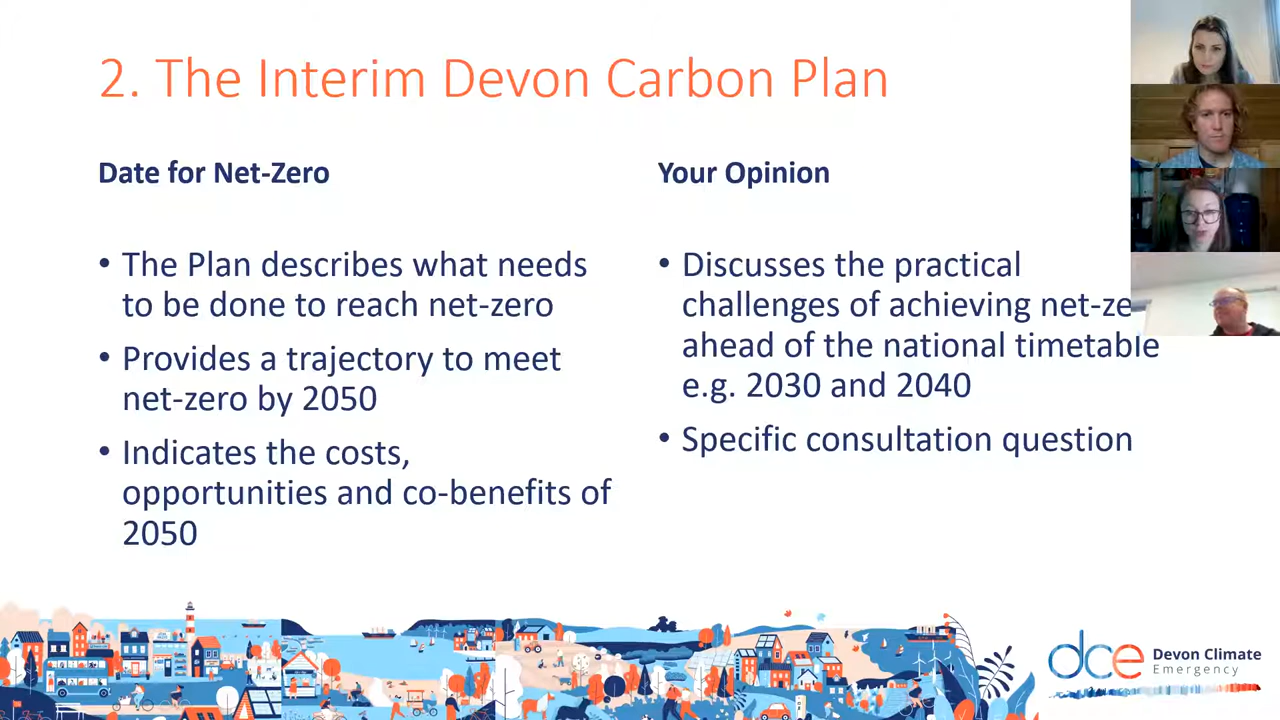 2. The Interim Devon Carbon Plan
Date for Net-Zero
• The Plan describes what needs
to be done to reach net-zero
• Provides a trajectory to meet
net-zero by 2050
• Indicates the costs,
opportunities and co-benefits of
2050
Your Opinion
• Discusses the practical
challenges of achieving net-ze
ahead of the national timetable
e.g. 2030 and 2040
• Specific consultation question
dce Devon Climate
Emergency